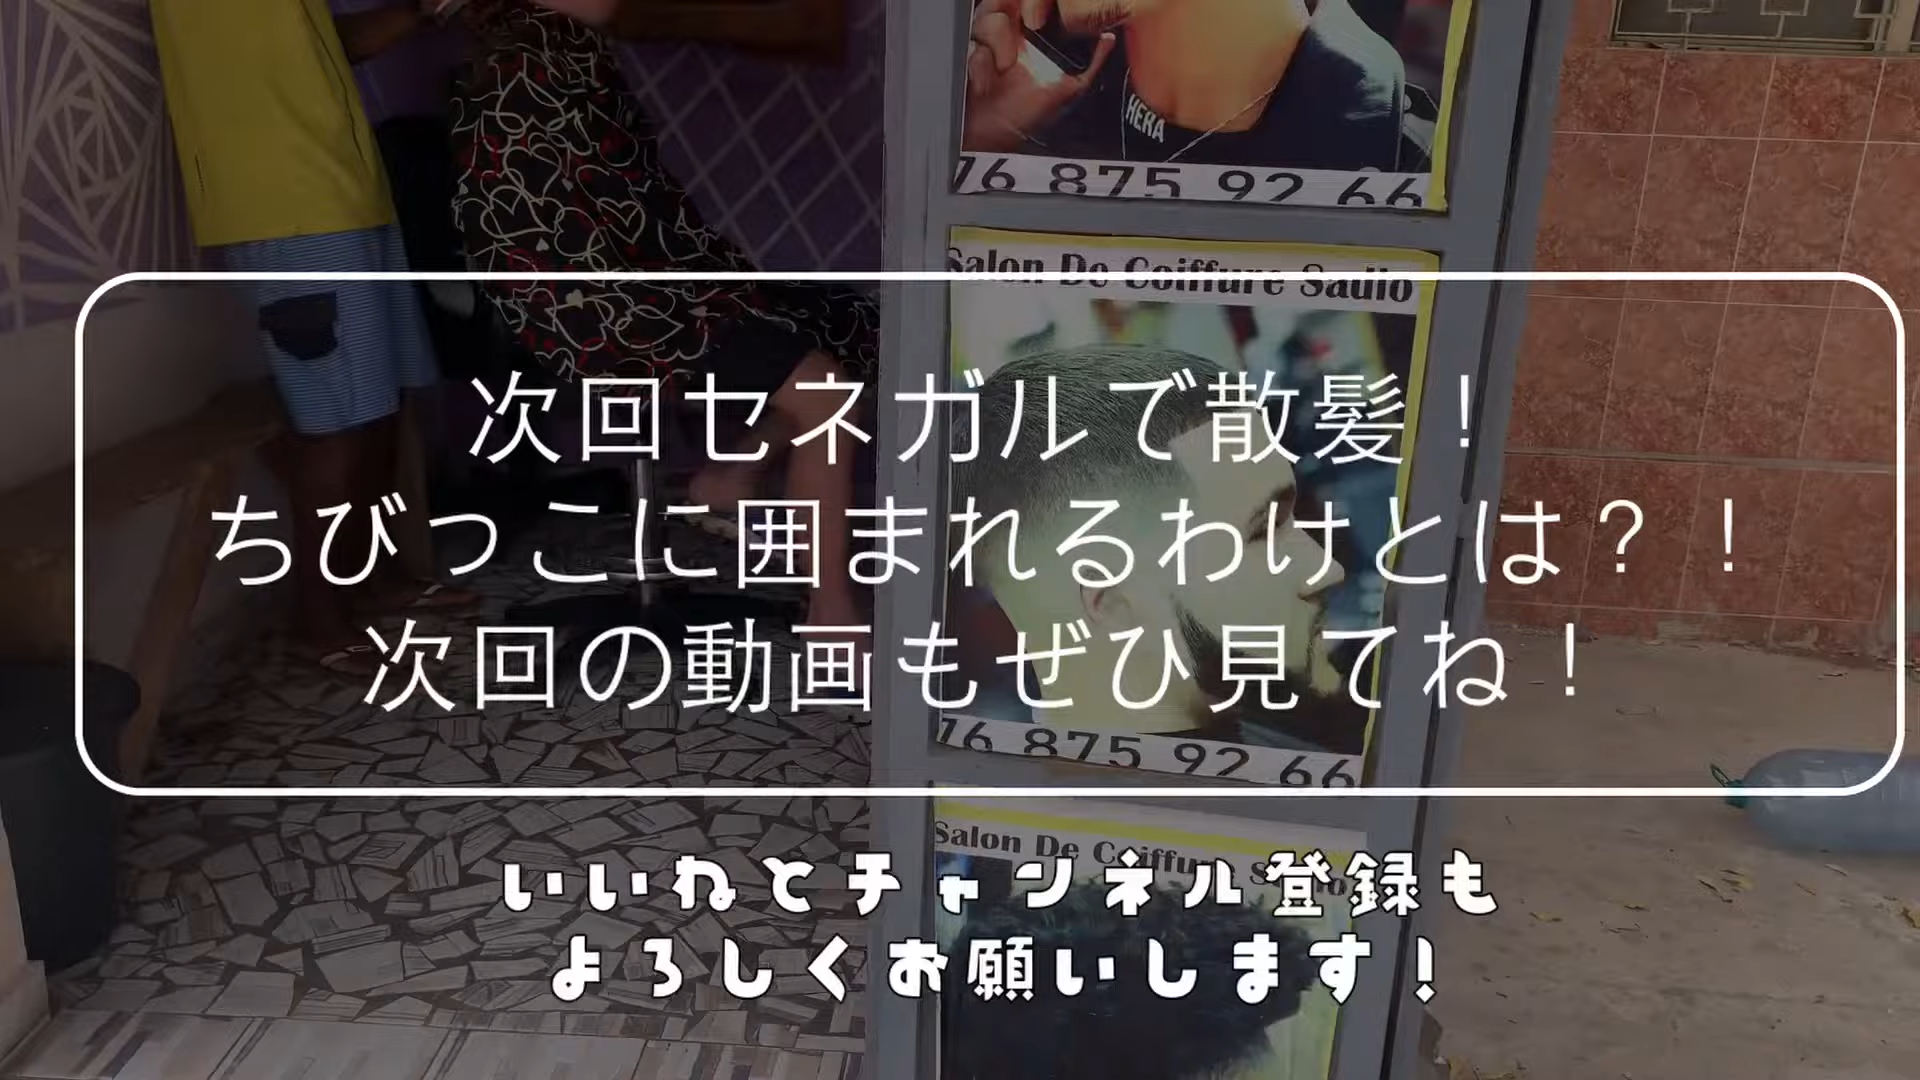 HERA
76 875 92 66
Salon De Coiffure Saulio
次回セネガルで散髪！
ちびっこに囲まれるわけとは？！
次回の動画もぜひ見てね！
76 875 92 66
Salon De Coiffure
いいねとチャンネル登録も
よろしくお願いします！